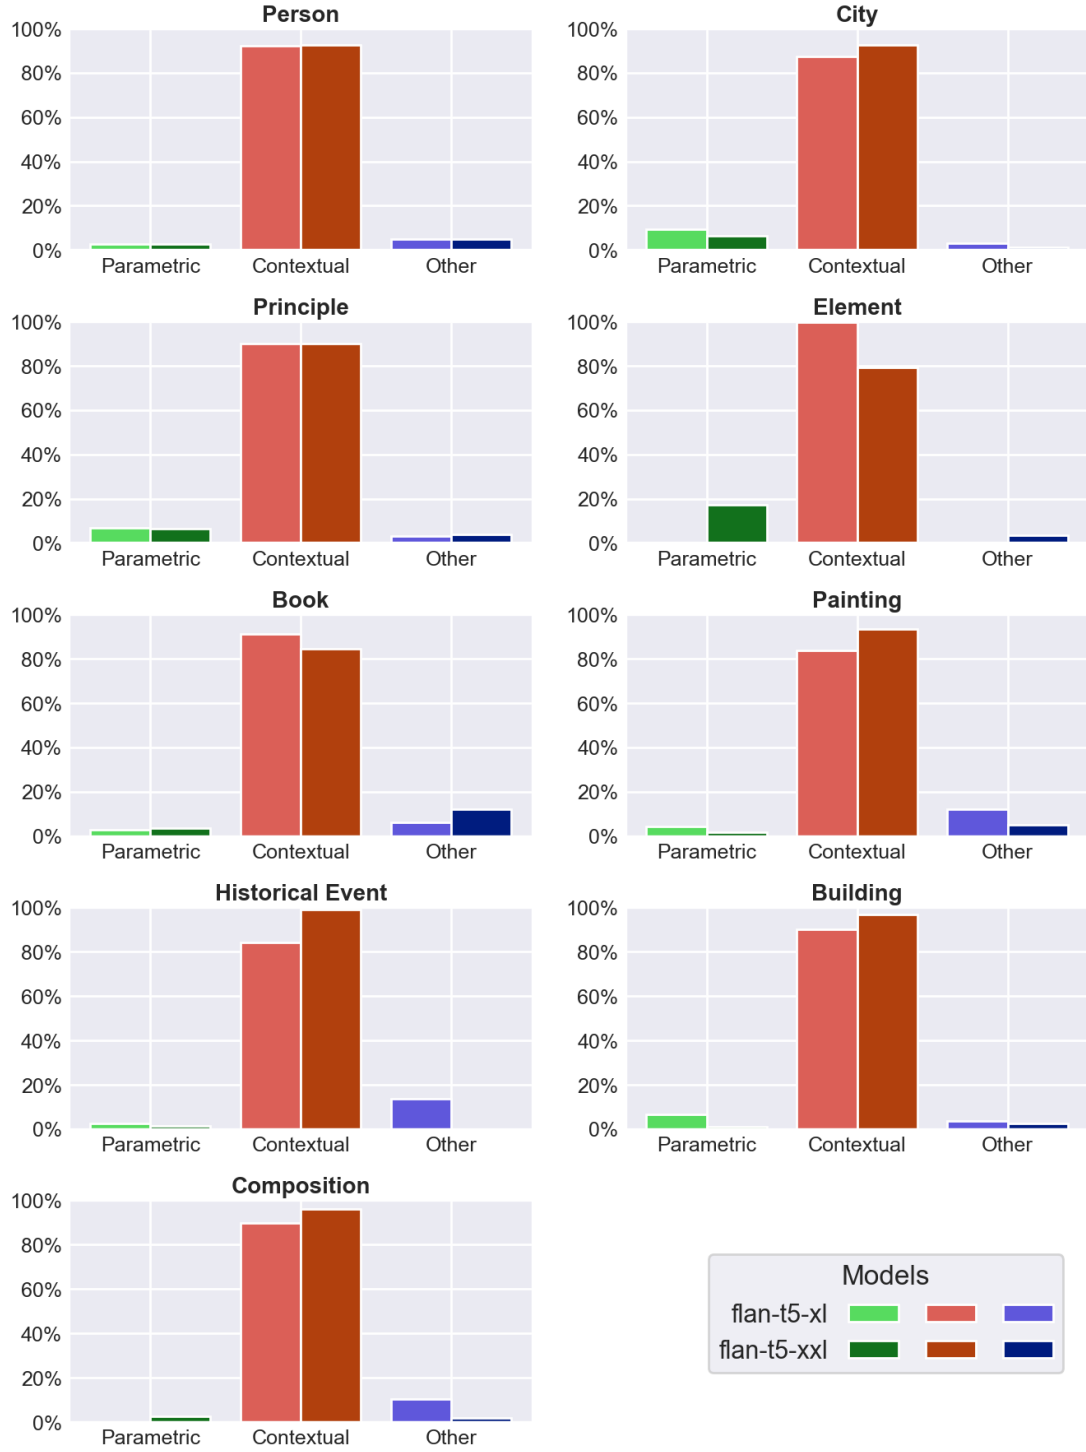 Person
100%
80%
60%
40%
20%
0%
Parametric Contextual Other
City
100%
80%
60%
40%
20%
0%
Parametric Contextual Other
Principle
100%
80%
60%
40%
20%
0%
Parametric Contextual Other
Element
100%
80%
60%
40%
20%
0%
Parametric Contextual Other
Book
100%
80%
60%
40%
20%
0%
Parametric Contextual Other
Painting
100%
80%
60%
40%
20%
0%
Parametric Contextual Other
Historical Event
100%
80%
60%
40%
20%
0%
Parametric Contextual Other
Building
100%
80%
60%
40%
20%
0%
Parametric Contextual Other
Composition
100%
80%
60%
40%
20%
0%
Parametric Contextual Other
Models
flan-t5-xl
flan-t5-xxl